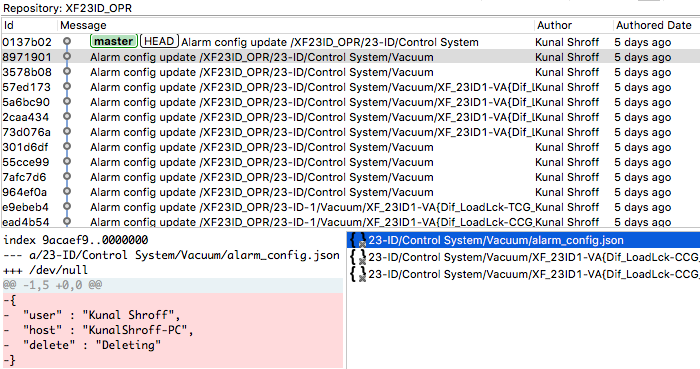 Repository: XF23ID_OPR
Id Message Author Authored Date
0137b02 master HEAD Alarm config update /XF23ID_OPR/23-ID/Control System Kunal Shroff 5 days ago
8971901 Alarm config update /XF23ID_OPR/23-ID/Control System/Vacuum Kunal Shroff 5 days ago
3578b08 Alarm config update /XF23ID_OPR/23-ID/Control System/Vacuum Kunal Shroff 5 days ago
57ed173 Alarm config update /XF23ID_OPR/23-ID/Control System/Vacuum/XF_23ID1-VA{Dif_L Kunal Shroff 5 days ago
5a6bc90 Alarm config update /XF23ID_OPR/23-ID/Control System/Vacuum/XF_23ID1-VA{Dif_L Kunal Shroff 5 days ago
2caa434 Alarm config update /XF23ID_OPR/23-ID/Control System/Vacuum/XF_23ID1-VA{Dif_L Kunal Shroff 5 days ago
73d076a Alarm config update /XF23ID_OPR/23-ID/Control System/Vacuum/XF_23ID1-VA{Dif_L Kunal Shroff 5 days ago
301d6df Alarm config update /XF23ID_OPR/23-ID/Control System/Vacuum Kunal Shroff 5 days ago
55cce99 Alarm config update /XF23ID_OPR/23-ID/Control System/Vacuum Kunal Shroff 5 days ago
7afc7d6 Alarm config update /XF23ID_OPR/23-ID/Control System/Vacuum Kunal Shroff 5 days ago
964ef0a Alarm config update /XF23ID_OPR/23-ID/Control System/Vacuum Kunal Shroff 5 days ago
e9ebeb4 Alarm config update /XF23ID_OPR/23-ID-1/Vacuum/XF_23ID1-VA{Dif_LoadLck-TCG_ Kunal Shroff 5 days ago
ead4b54 Alarm config update /XF23ID_OPR/23-ID-1/Vacuum/XF_23ID1-VA{Dif_LoadLck-CCG_ Kunal Shroff 5 days ago
index 9acaef9..0000000
--- a/23-ID/Control System/Vacuum/alarm_config.json
+++ /dev/null
@@ -1,5 +0,0 @@
-{
-  "user" : "Kunal Shroff",
-  "host" : "KunalShroff-PC",
-  "delete" : "Deleting"
-}
23-ID/Control System/Vacuum/alarm_config.json
23-ID/Control System/Vacuum/XF_23ID1-VA{Dif_LoadLck-CCG_
23-ID/Control System/Vacuum/XF_23ID1-VA{Dif_LoadLck-CCG_